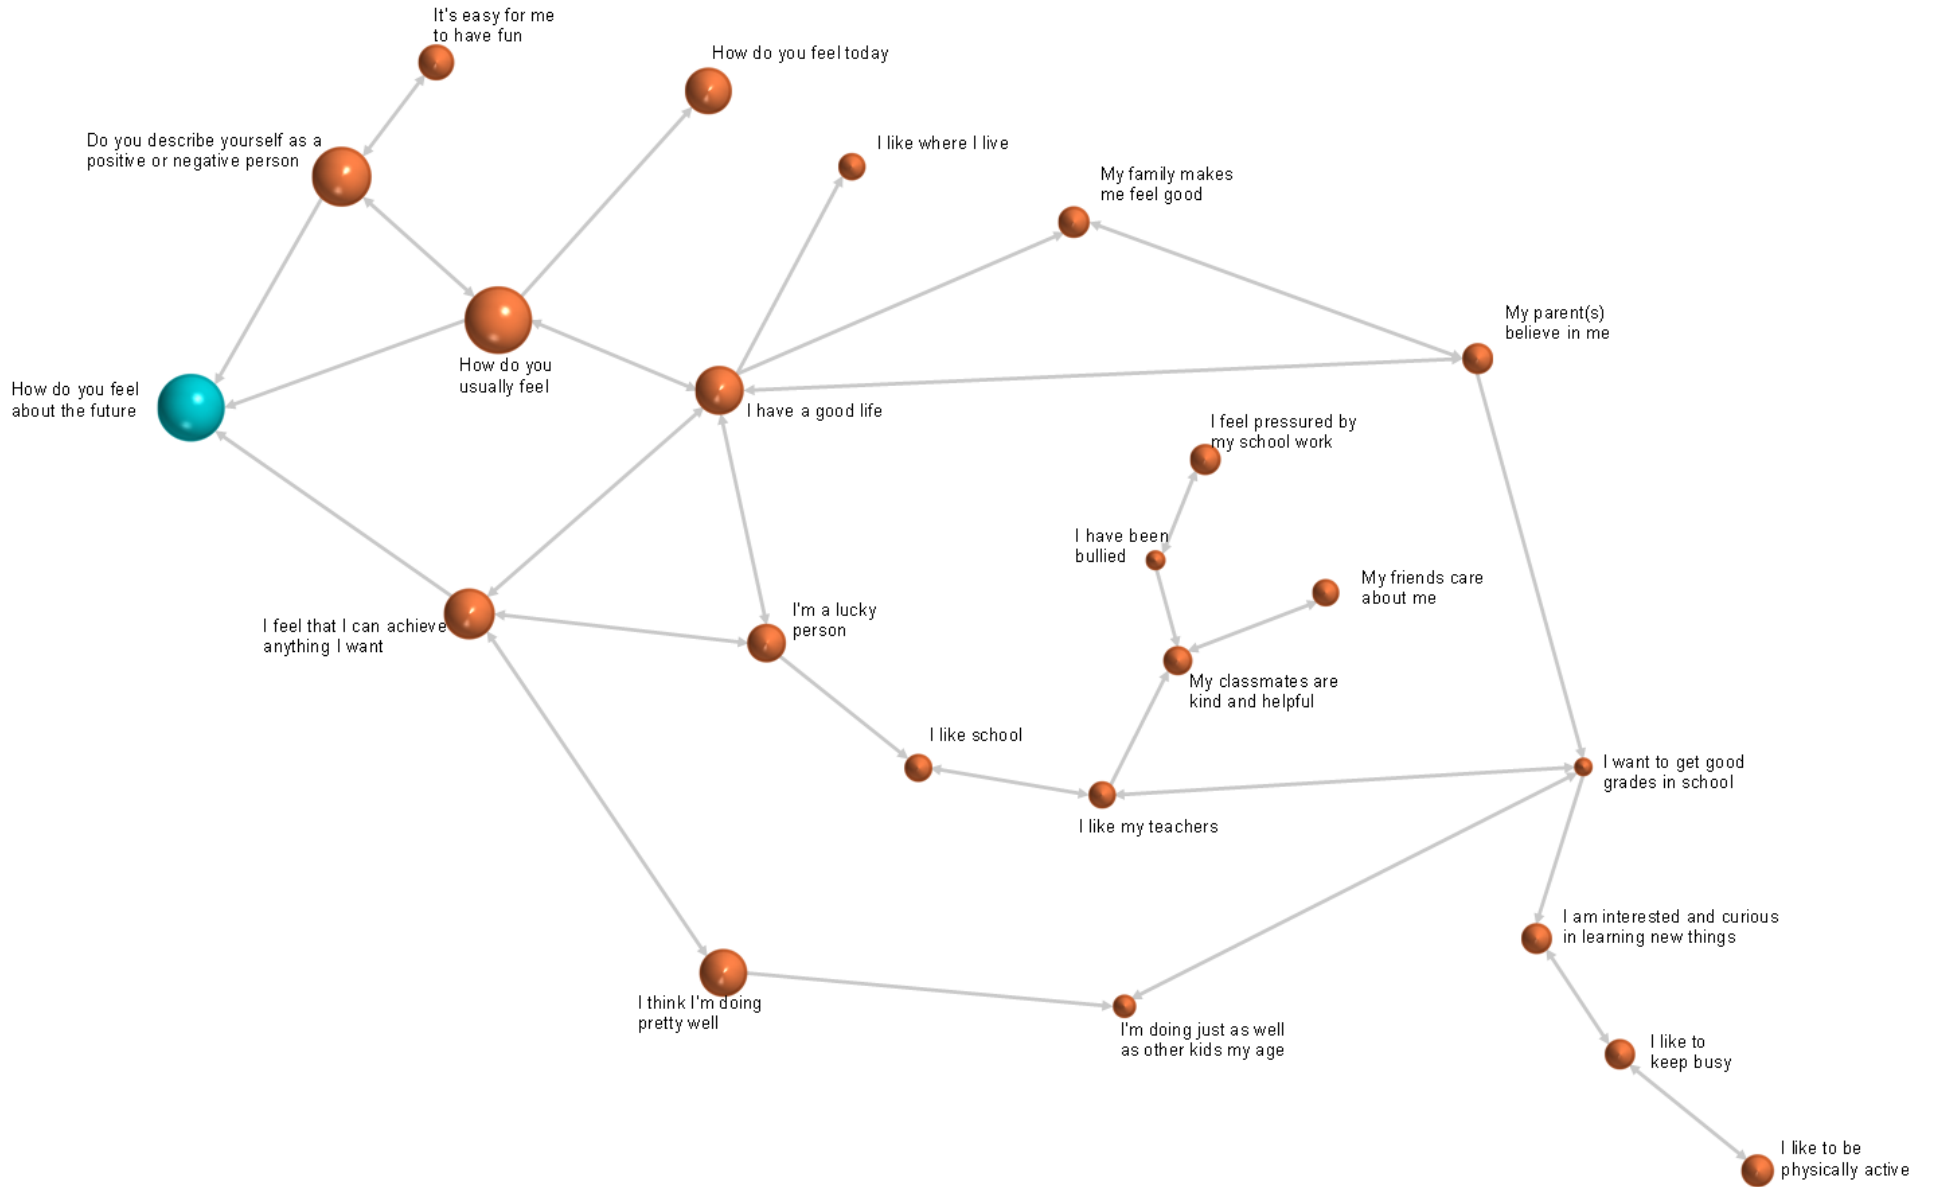 It's easy for me
to have fun
How do you feel today
Do you describe yourself as a
positive or negative person
I like where I live
My family makes
me feel good
My parent(s)
believe in me
How do you
usually feel
How do you feel
about the future
I have a good life
I feel pressured by
my school work
I have been
bullied
My friends care
about me
I feel that I can achieve
anything I want
I'm a lucky
person
My classmates are
kind and helpful
I like school
I like my teachers
I want to get good
grades in school
I am interested and curious
in learning new things
I think I'm doing
pretty well
I'm doing just as well
as other kids my age
I like to
keep busy
I like to be
physically active